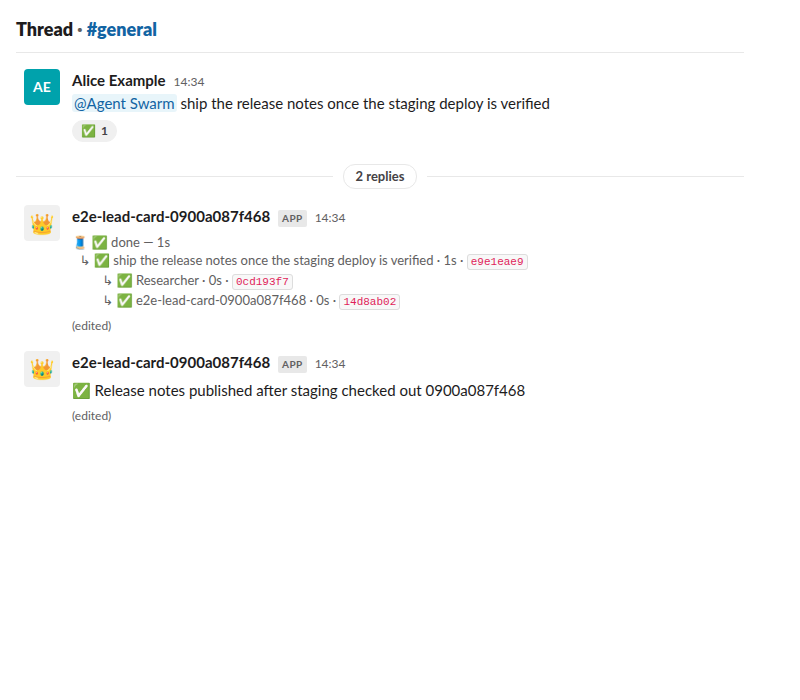 Thread • #general
AE
Alice Example 14:34
@Agent Swarm ship the release notes once the staging deploy is verified
✅ 1
2 replies
e2e-lead-card-0900a087f468 APP 14:34
🧵 ✅ done — 1s
↳ ✅ ship the release notes once the staging deploy is verified · 1s · e9e1eae9
↳ ✅ Researcher · 0s · 0cd193f7
↳ ✅ e2e-lead-card-0900a087f468 · 0s · 14d8ab02
(edited)
e2e-lead-card-0900a087f468 APP 14:34
✅ Release notes published after staging checked out 0900a087f468
(edited)